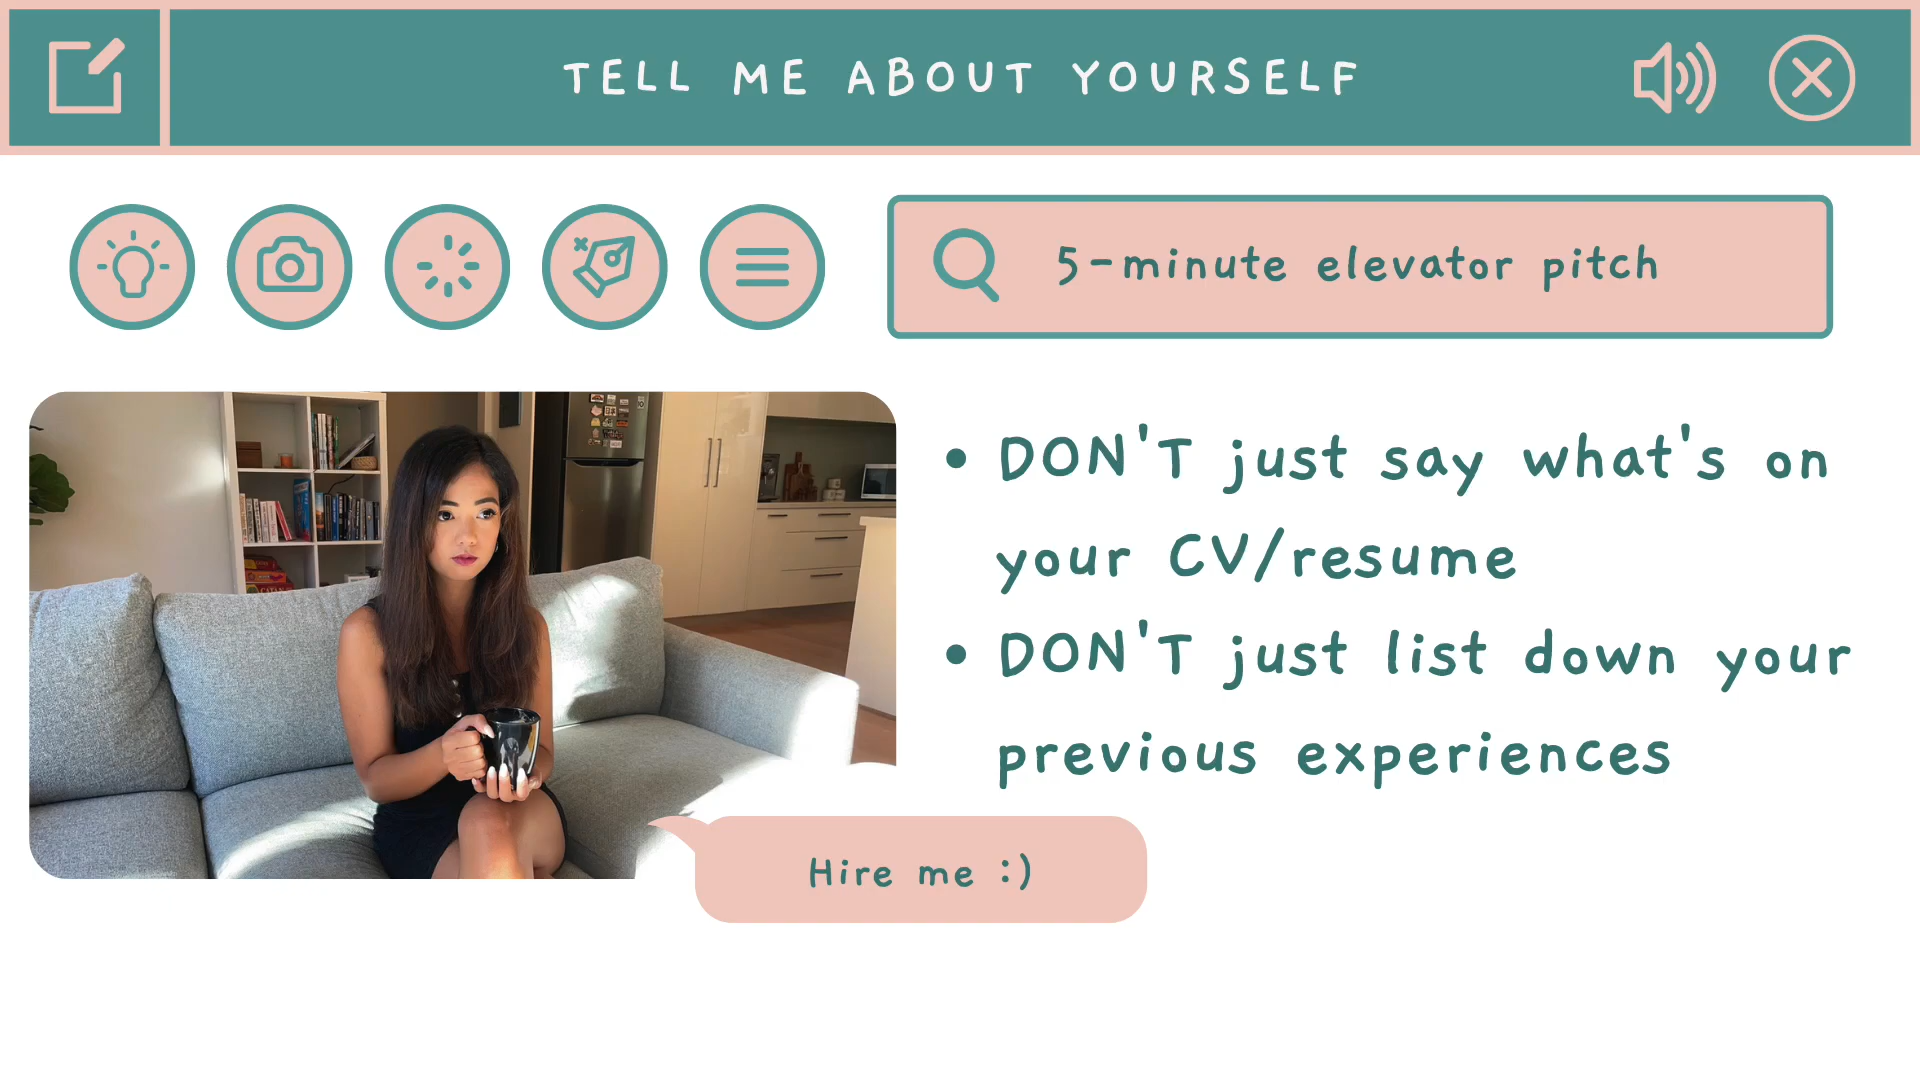 TELL ME ABOUT YOURSELF
5-minute elevator pitch
• DON'T just say what's on
your CV/resume
• DON'T just list down your
previous experiences
Hire me :)